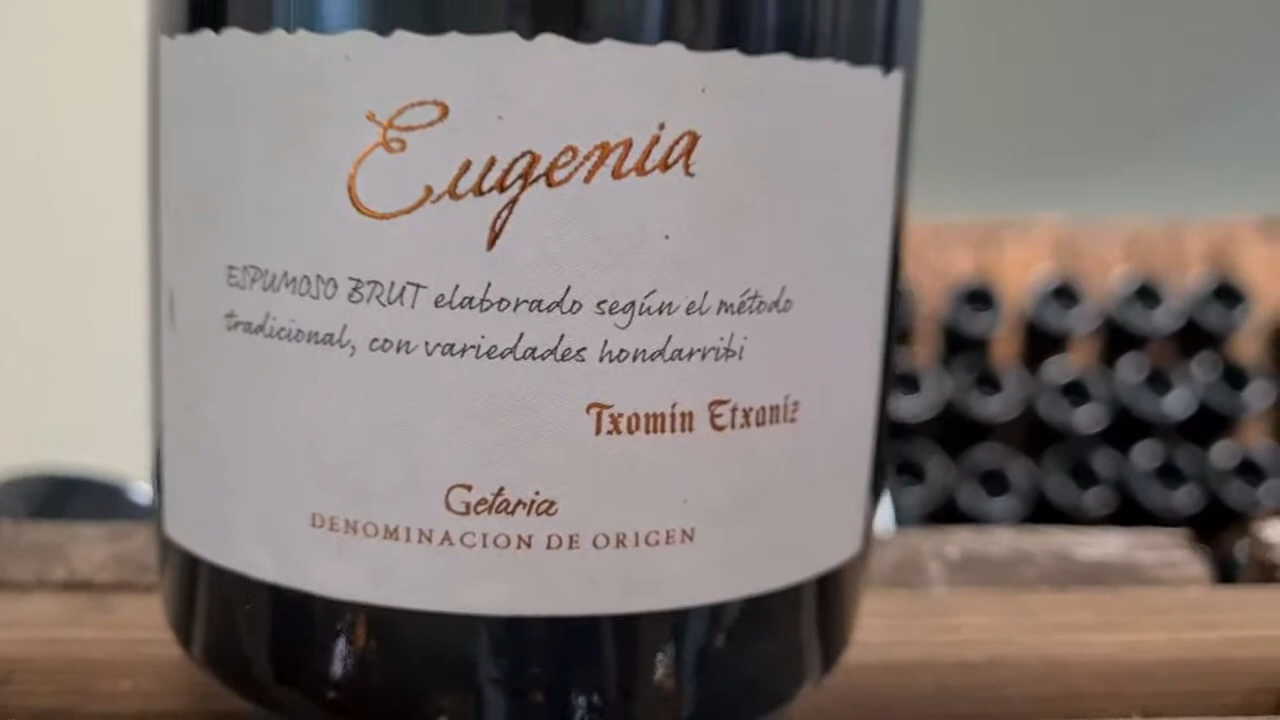 Eugenia
ESPUMOSO BRUT elaborado según el método
tradicional, con variedades hondarribi
Txomin Etxaniz
Getaria
DENOMINACION DE ORIGEN